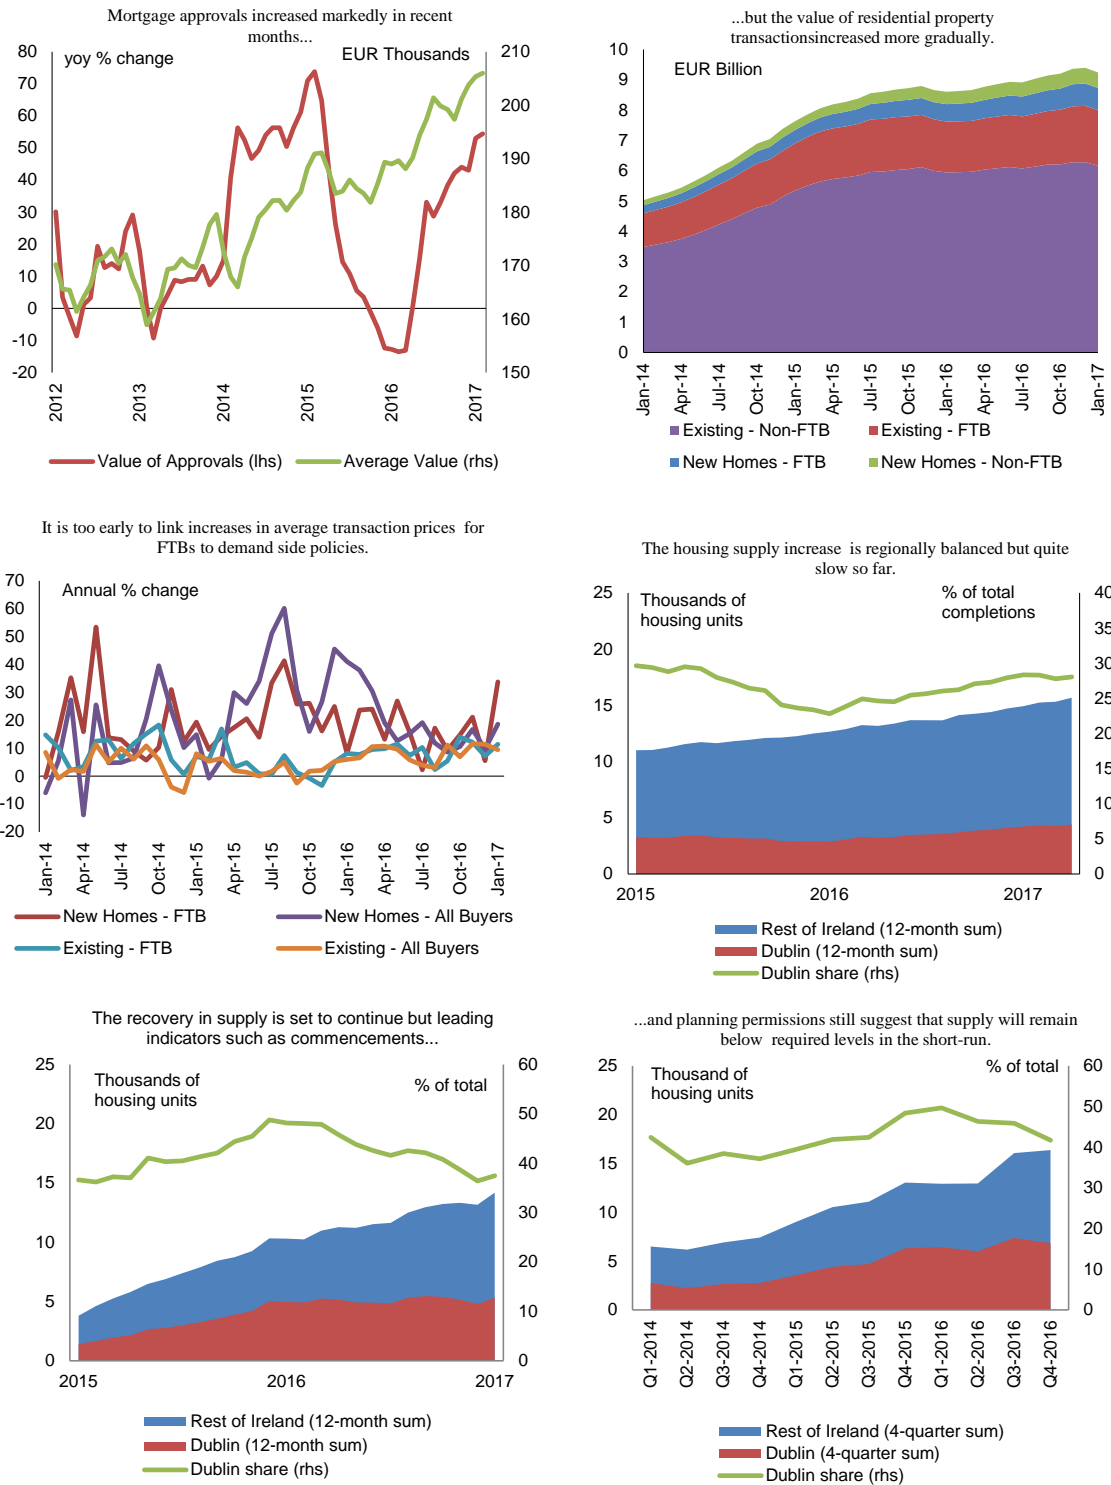 Mortgage approvals increased markedly in recent
months...
yoy % change
EUR Thousands
80
70
60
50
40
30
20
10
0
-10
-20
210
200
190
180
170
160
150
2012
2013
2014
2015
2016
2017
Value of Approvals (lhs)
Average Value (rhs)
...but the value of residential property
transactionsincreased more gradually.
EUR Billion
10
9
8
7
6
5
4
3
2
1
0
Jan-14
Apr-14
Jul-14
Oct-14
Jan-15
Apr-15
Jul-15
Oct-15
Jan-16
Apr-16
Jul-16
Oct-16
Jan-17
Existing - Non-FTB
Existing - FTB
New Homes - FTB
New Homes - Non-FTB
It is too early to link increases in average transaction prices for
FTBs to demand side policies.
Annual % change
70
60
50
40
30
20
10
0
-10
-20
Jan-14
Apr-14
Jul-14
Oct-14
Jan-15
Apr-15
Jul-15
Oct-15
Jan-16
Apr-16
Jul-16
Oct-16
Jan-17
New Homes - FTB
New Homes - All Buyers
Existing - FTB
Existing - All Buyers
The housing supply increase is regionally balanced but quite
slow so far.
Thousands of
housing units
% of total
completions
25
20
15
10
5
0
40
35
30
25
20
15
10
5
0
2015
2016
2017
Rest of Ireland (12-month sum)
Dublin (12-month sum)
Dublin share (rhs)
The recovery in supply is set to continue but leading
indicators such as commencements...
Thousands of
housing units
% of total
25
20
15
10
5
0
60
50
40
30
20
10
0
2015
2016
2017
Rest of Ireland (12-month sum)
Dublin (12-month sum)
Dublin share (rhs)
...and planning permissions still suggest that supply will remain
below required levels in the short-run.
Thousand of
housing units
% of total
25
20
15
10
5
0
60
50
40
30
20
10
0
Q1-2014
Q2-2014
Q3-2014
Q4-2014
Q1-2015
Q2-2015
Q3-2015
Q4-2015
Q1-2016
Q2-2016
Q3-2016
Q4-2016
Rest of Ireland (4-quarter sum)
Dublin (4-quarter sum)
Dublin share (rhs)